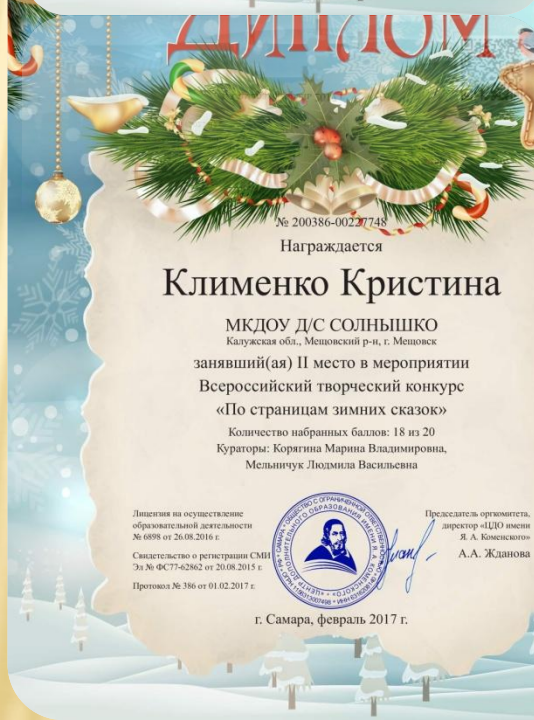 ДИПЛОМ
№ 200386-00227748
Награждается
Клименко Кристина
МКДОУ Д/С СОЛНЫШКО
Калужская обл., Мещовский р-н, г. Мещовск
занявший(ая) II место в мероприятии
Всероссийский творческий конкурс
«По страницам зимних сказок»
Количество набранных баллов: 18 из 20
Кураторы: Корягина Марина Владимировна,
Мельничук Людмила Васильевна
Лицензия на осуществление
образовательной деятельности
№ 6898 от 26.08.2016 г.
Свидетельство о регистрации СМИ
Эл № ФС77-62862 от 20.08.2015 г.
Протокол № 386 от 01.02.2017 г.
Председатель оргкомитета,
директор «ЦДО имени
Я. А. Коменского»
А.А. Жданова
г. Самара, февраль 2017 г.